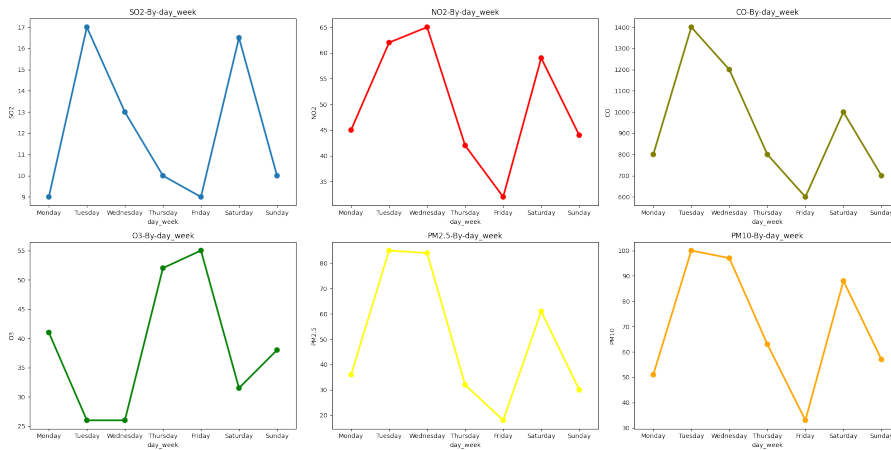 SO2-By-day_week
NO2-By-day_week
CO-By-day_week
17
16
15
14
13
12
11
10
9
SO2
Monday Tuesday Wednesday Thursday Friday Saturday Sunday
day_week
65
60
55
50
45
40
35
NO2
Monday Tuesday Wednesday Thursday Friday Saturday Sunday
day_week
1400
1300
1200
1100
1000
900
800
700
600
CO
Monday Tuesday Wednesday Thursday Friday Saturday Sunday
day_week
O3-By-day_week
PM2.5-By-day_week
PM10-By-day_week
55
50
45
40
35
30
25
O3
Monday Tuesday Wednesday Thursday Friday Saturday Sunday
day_week
80
70
60
50
40
30
20
PM2.5
Monday Tuesday Wednesday Thursday Friday Saturday Sunday
day_week
100
90
80
70
60
50
40
30
PM10
Monday Tuesday Wednesday Thursday Friday Saturday Sunday
day_week